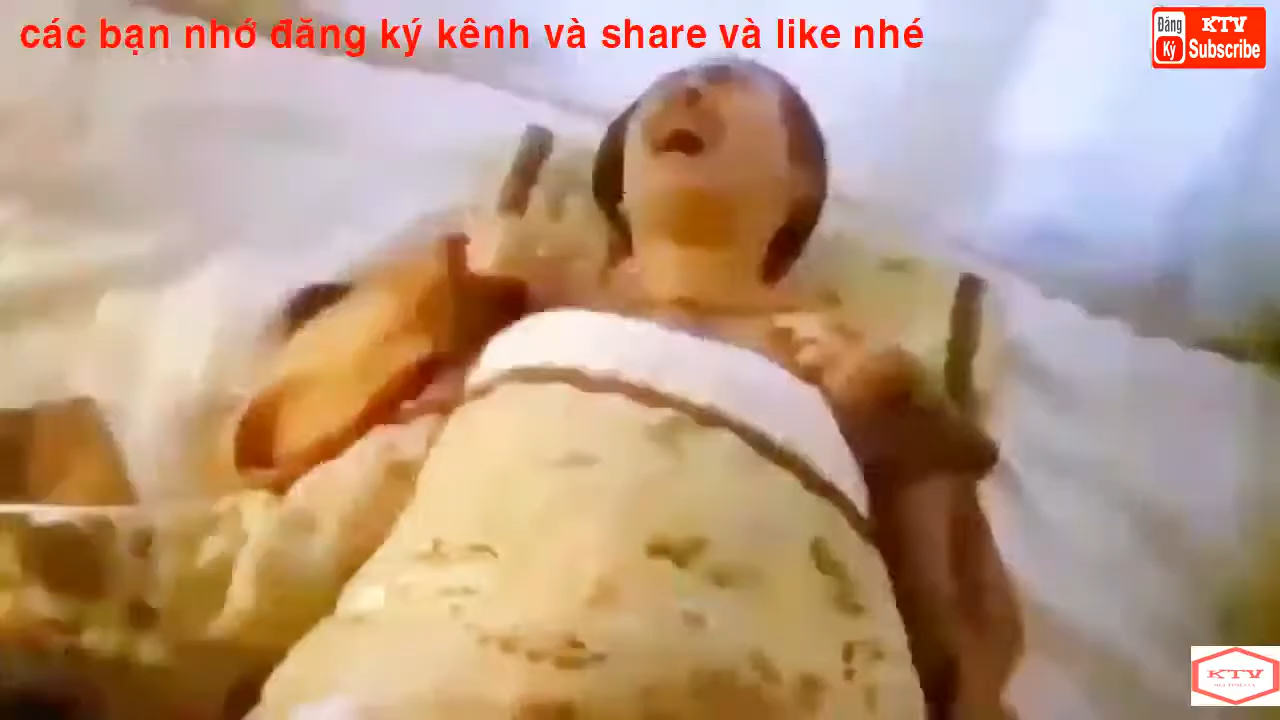 các bạn nhớ đăng ký kênh và share và like nhé
Đăng Ký
KTV
Subscribe
KTV